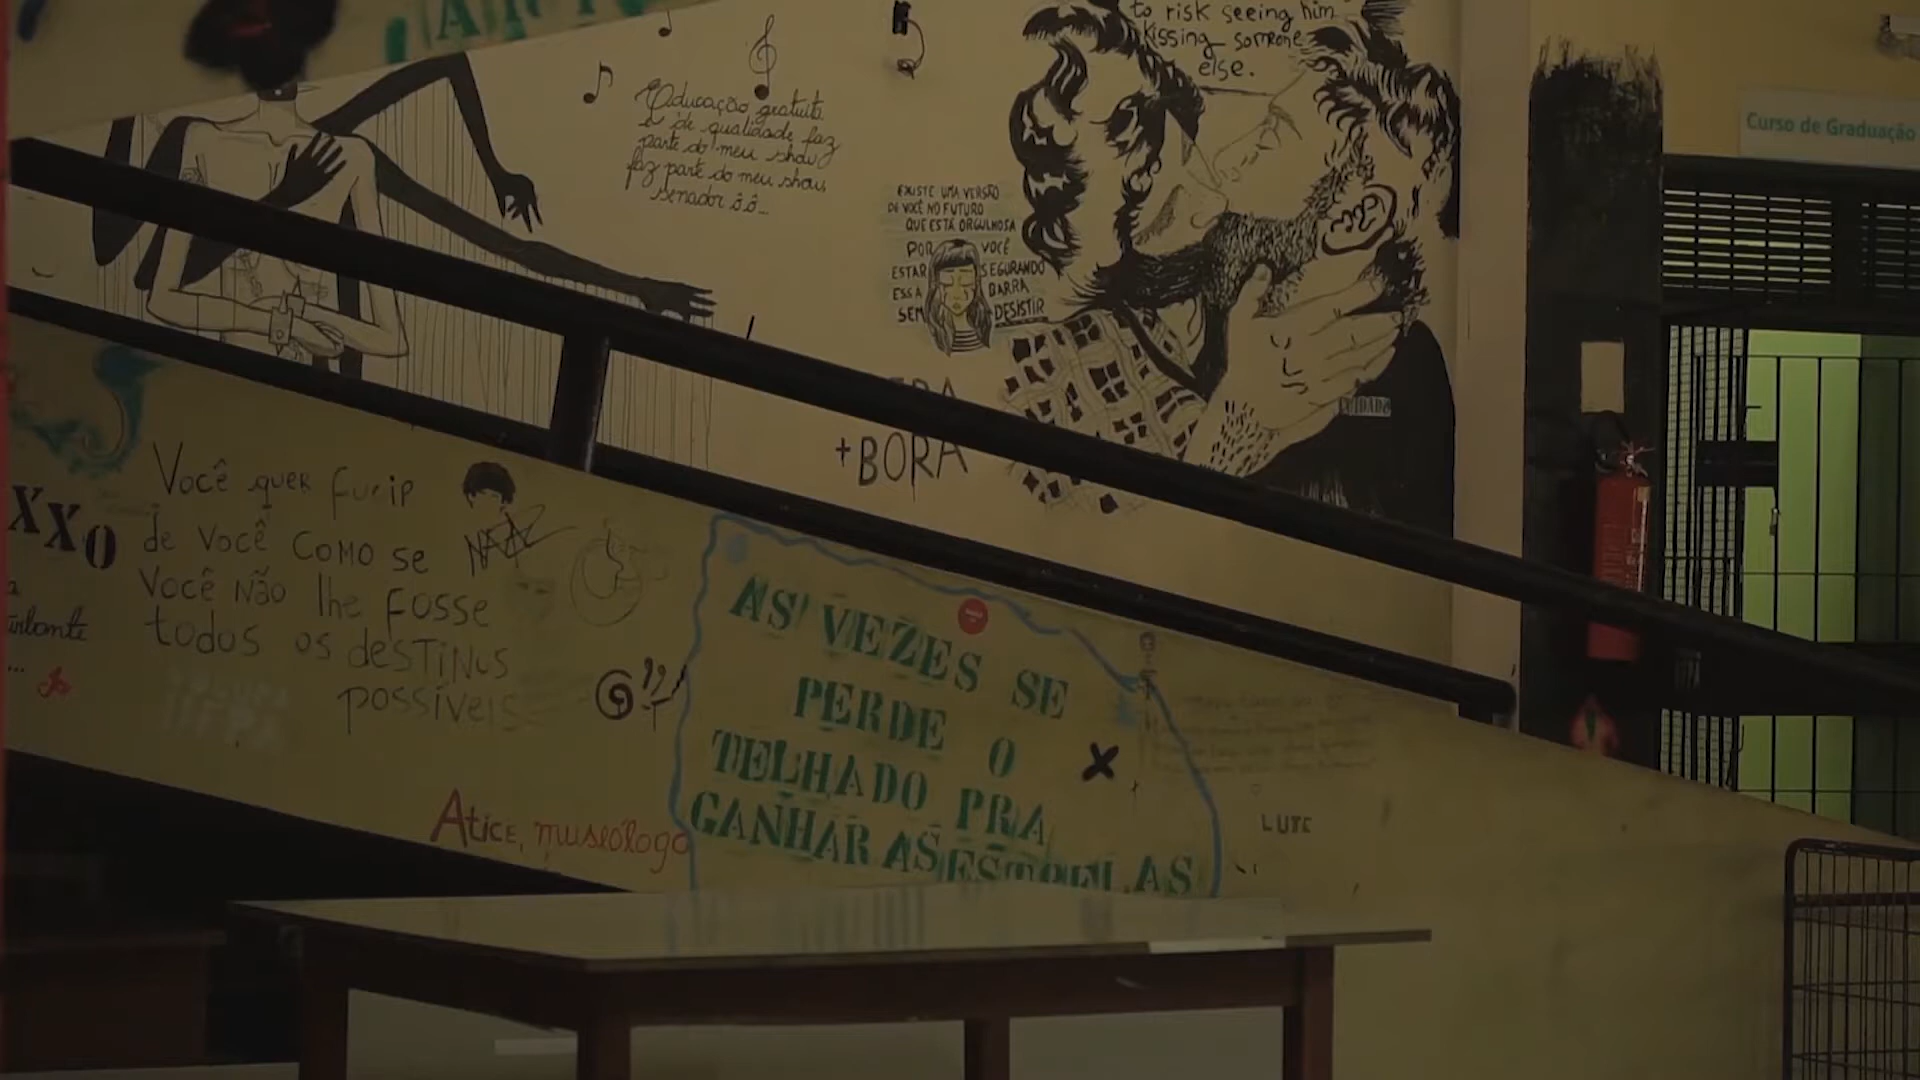 to risk seeing him
kissing someone
else.
Educação gratuita
e de qualidade faz
parte do meu show
faz parte do meu show,
senador ô ô...
Curso de Graduação
EXISTE UMA VERSÃO
DE VOCÊ NO FUTURO
QUE ESTÁ ORGULHOSA
POR VOCÊ
ESTAR SEGURANDO
ESSA BARRA
SEM DESISTIR
+BORA
XXO
Você quer fugir
de você como se
você não lhe fosse
todos os destinos
possíveis
AS VEZES SE
PERDE O
TELHADO PRA
GANHAR AS ESTRELAS
Atice, museólogo
LUTE